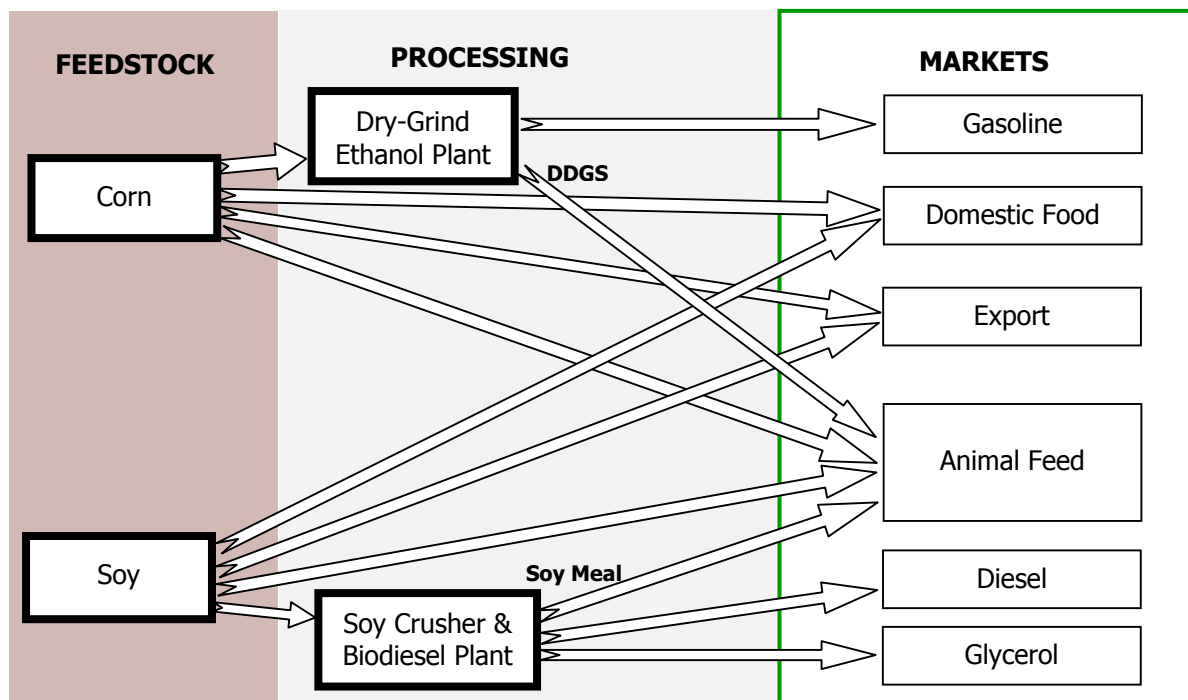 FEEDSTOCK
PROCESSING
MARKETS
Corn
Soy
Dry-Grind
Ethanol Plant
DDGS
Soy Meal
Soy Crusher &
Biodiesel Plant
Gasoline
Domestic Food
Export
Animal Feed
Diesel
Glycerol